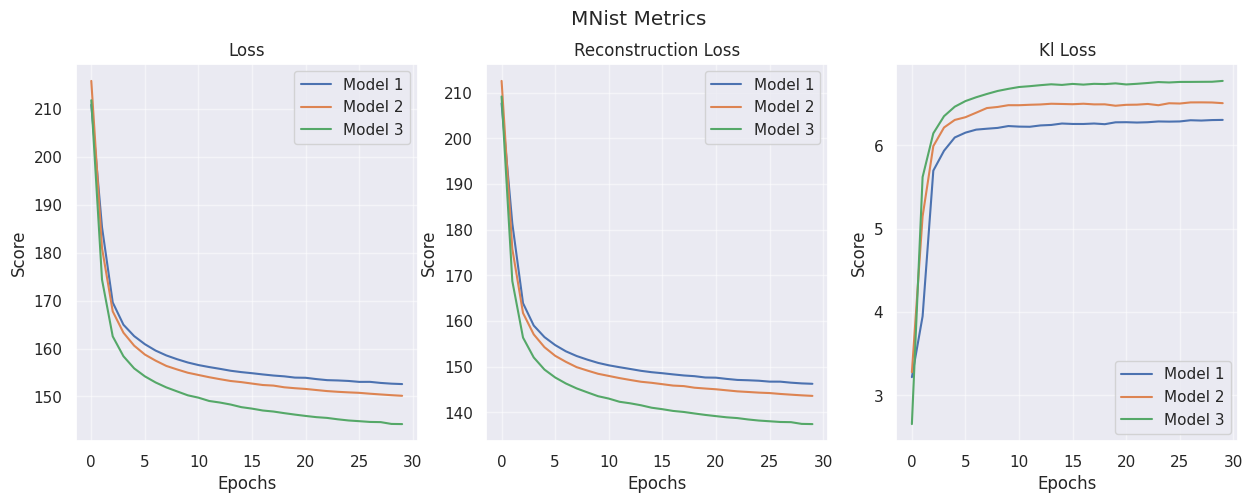 MNist Metrics
Loss
Score
210
200
190
180
170
160
150
0 5 10 15 20 25 30
Epochs
Model 1
Model 2
Model 3
Reconstruction Loss
Score
210
200
190
180
170
160
150
140
0 5 10 15 20 25 30
Epochs
Model 1
Model 2
Model 3
Kl Loss
Score
6
5
4
3
0 5 10 15 20 25 30
Epochs
Model 1
Model 2
Model 3